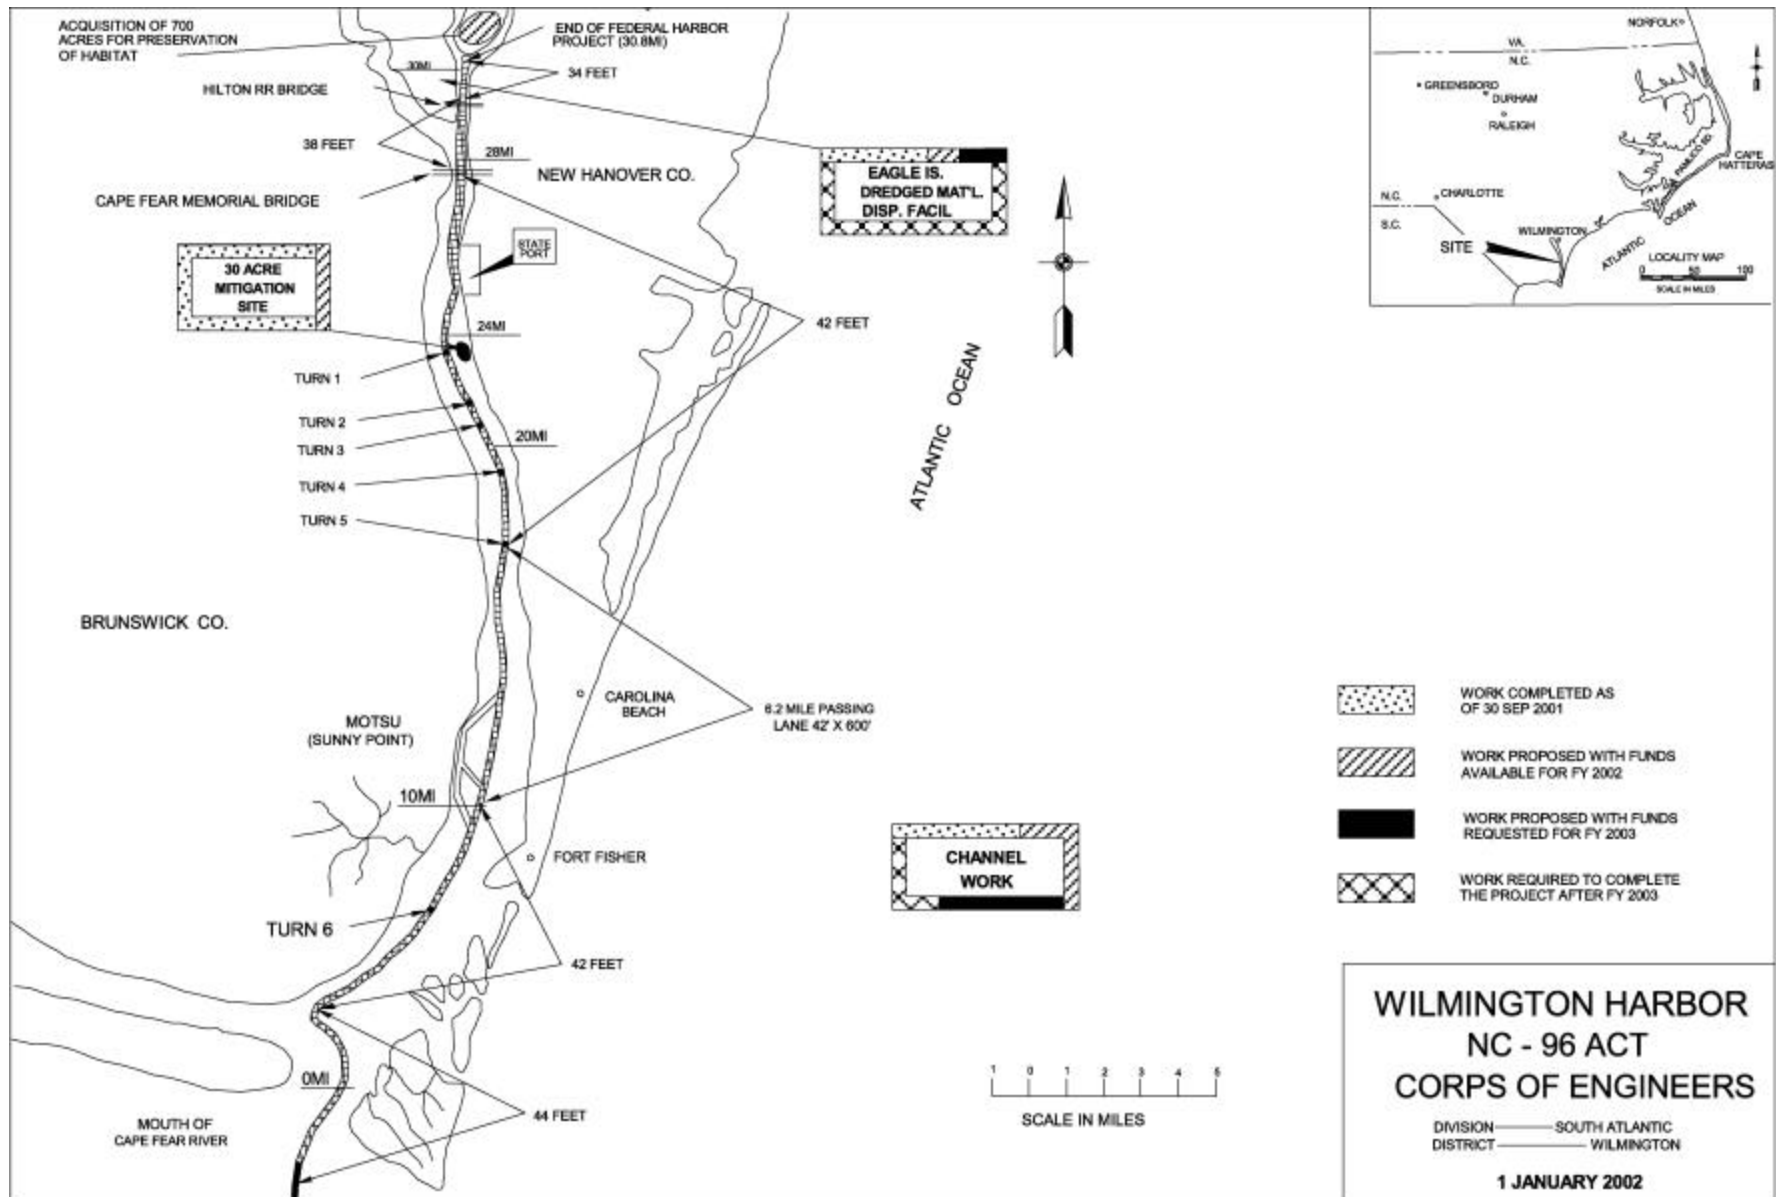 ACQUISITION OF 700
ACRES FOR PRESERVATION
OF HABITAT
END OF FEDERAL HARBOR
PROJECT (30.8MI)
30MI
34 FEET
HILTON RR BRIDGE
38 FEET
28MI
NEW HANOVER CO.
CAPE FEAR MEMORIAL BRIDGE
EAGLE IS.
DREDGED MAT'L.
DISP. FACIL
STATE
PORT
30 ACRE
MITIGATION
SITE
24MI
42 FEET
TURN 1
TURN 2
TURN 3
20MI
TURN 4
TURN 5
ATLANTIC OCEAN
BRUNSWICK CO.
CAROLINA
BEACH
6.2 MILE PASSING
LANE 42' X 600'
MOTSU
(SUNNY POINT)
10MI
FORT FISHER
CHANNEL
WORK
TURN 6
42 FEET
0MI
44 FEET
MOUTH OF
CAPE FEAR RIVER
1 0 1 2 3 4 5
SCALE IN MILES
NORFOLK
VA.
N.C.
GREENSBORO
DURHAM
RALEIGH
PAMLICO SD.
CAPE
HATTERAS
N.C.
CHARLOTTE
S.C.
WILMINGTON
SITE
ATLANTIC OCEAN
LOCALITY MAP
0 50 100
SCALE IN MILES
WORK COMPLETED AS
OF 30 SEP 2001
WORK PROPOSED WITH FUNDS
AVAILABLE FOR FY 2002
WORK PROPOSED WITH FUNDS
REQUESTED FOR FY 2003
WORK REQUIRED TO COMPLETE
THE PROJECT AFTER FY 2003
WILMINGTON HARBOR
NC - 96 ACT
CORPS OF ENGINEERS
DIVISION SOUTH ATLANTIC
DISTRICT WILMINGTON
1 JANUARY 2002